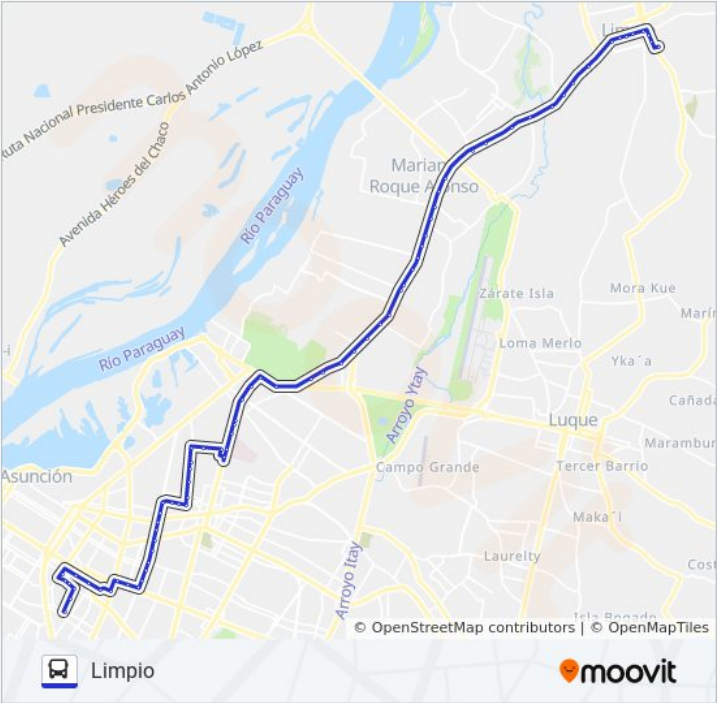 Lim
Ruta Nacional Presidente Carlos Antonio López
Avenida Héroes del Chaco
Río Paraguay
Marian
Roque Alonso
Zárate Isla
Mora Kue
Marín
Loma Merlo
Río Paraguay
-i
Yka´a
Cañada
Arroyo Ytay
Luque
Marambur
Asunción
Campo Grande
Tercer Barrio
Maka´i
Laurelty
Cost
Arroyo Itay
Isla Bogado
© OpenStreetMap contributors | © OpenMapTiles
Limpio
moovit